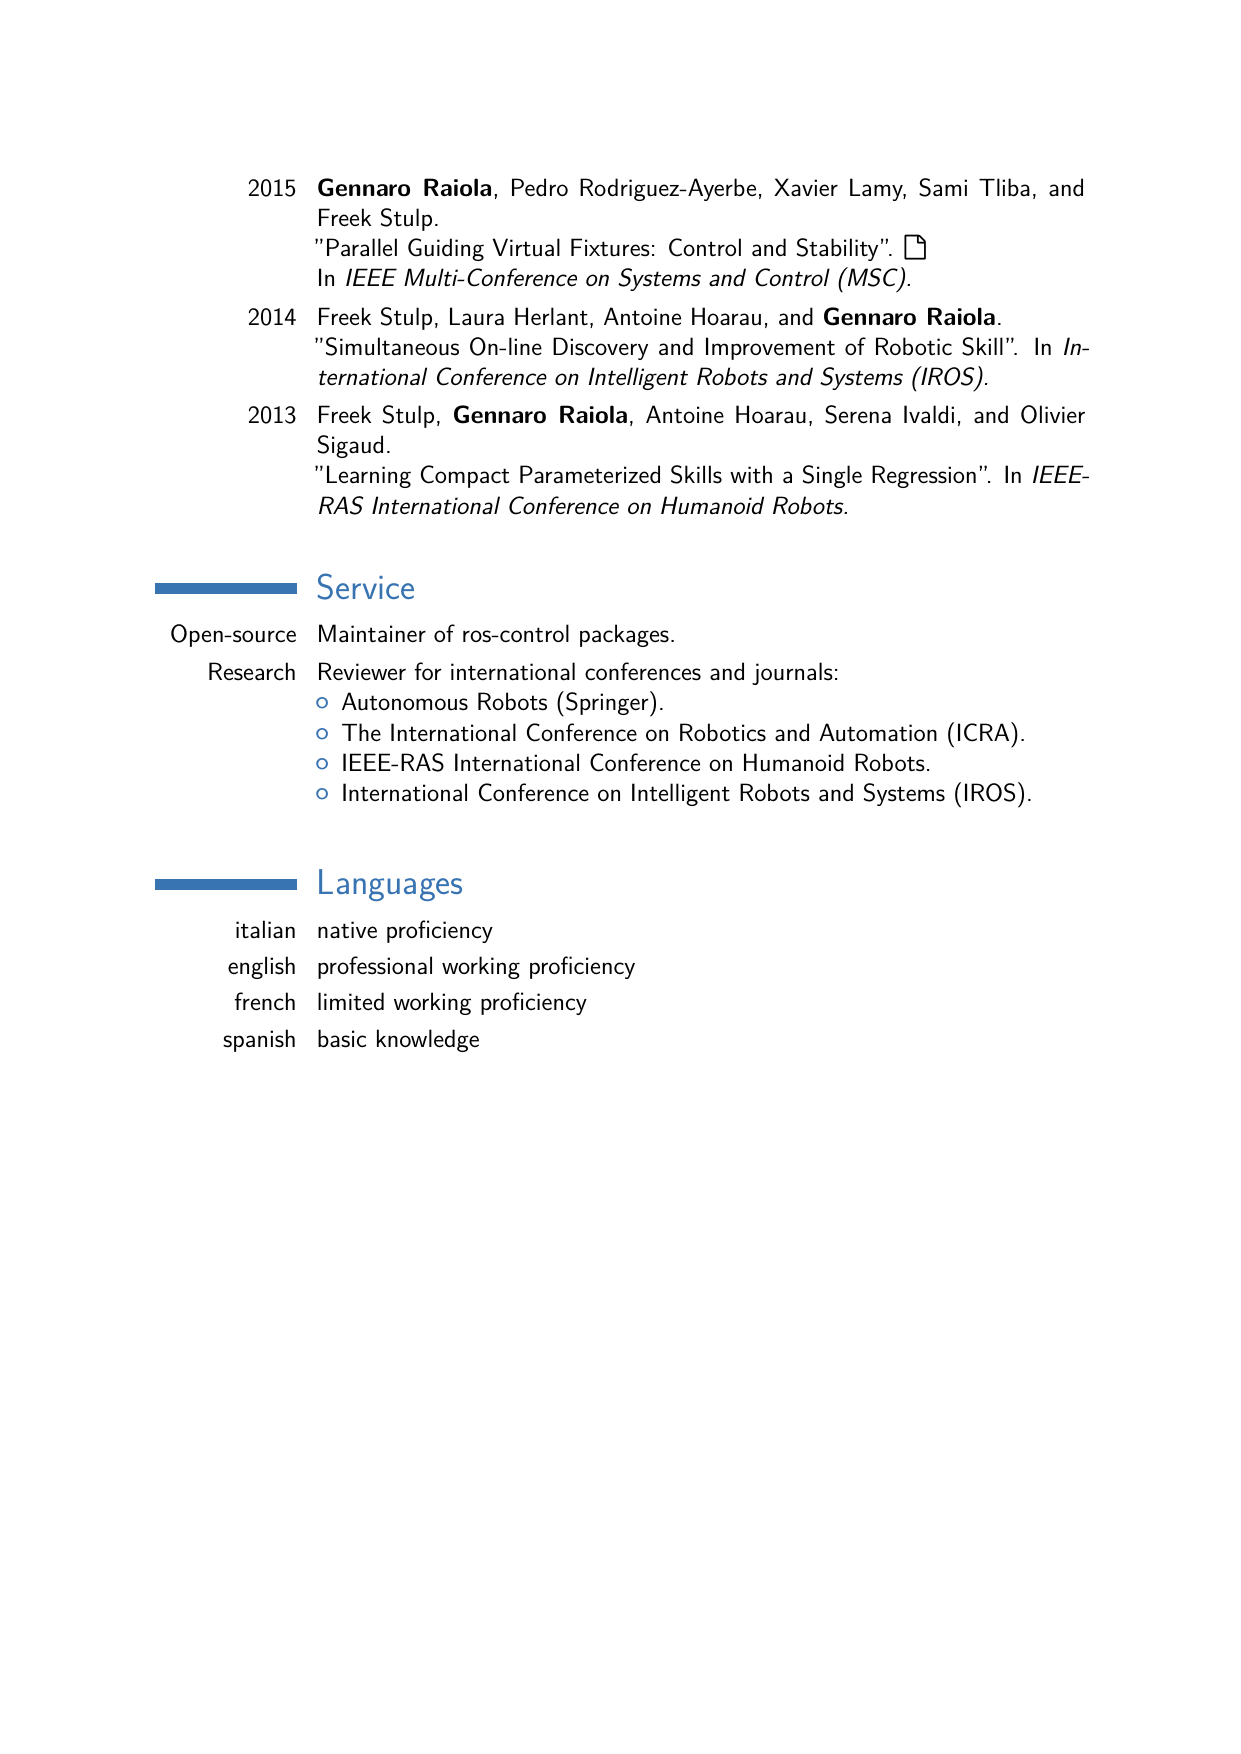 2015 Gennaro Raiola, Pedro Rodriguez-Ayerbe, Xavier Lamy, Sami Tliba, and
Freek Stulp.
”Parallel Guiding Virtual Fixtures: Control and Stability”.
In IEEE Multi-Conference on Systems and Control (MSC).
2014 Freek Stulp, Laura Herlant, Antoine Hoarau, and Gennaro Raiola.
”Simultaneous On-line Discovery and Improvement of Robotic Skill”. In In-
ternational Conference on Intelligent Robots and Systems (IROS).
2013 Freek Stulp, Gennaro Raiola, Antoine Hoarau, Serena Ivaldi, and Olivier
Sigaud.
”Learning Compact Parameterized Skills with a Single Regression”. In IEEE-
RAS International Conference on Humanoid Robots.
Service
Open-source Maintainer of ros-control packages.
Research Reviewer for international conferences and journals:
Autonomous Robots (Springer).
The International Conference on Robotics and Automation (ICRA).
IEEE-RAS International Conference on Humanoid Robots.
International Conference on Intelligent Robots and Systems (IROS).
Languages
italian native proficiency
english professional working proficiency
french limited working proficiency
spanish basic knowledge